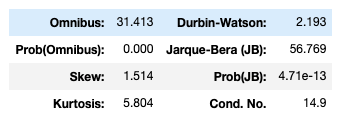 Omnibus: 31.413 Durbin-Watson: 2.193
Prob(Omnibus): 0.000 Jarque-Bera (JB): 56.769
Skew: 1.514 Prob(JB): 4.71e-13
Kurtosis: 5.804 Cond. No. 14.9